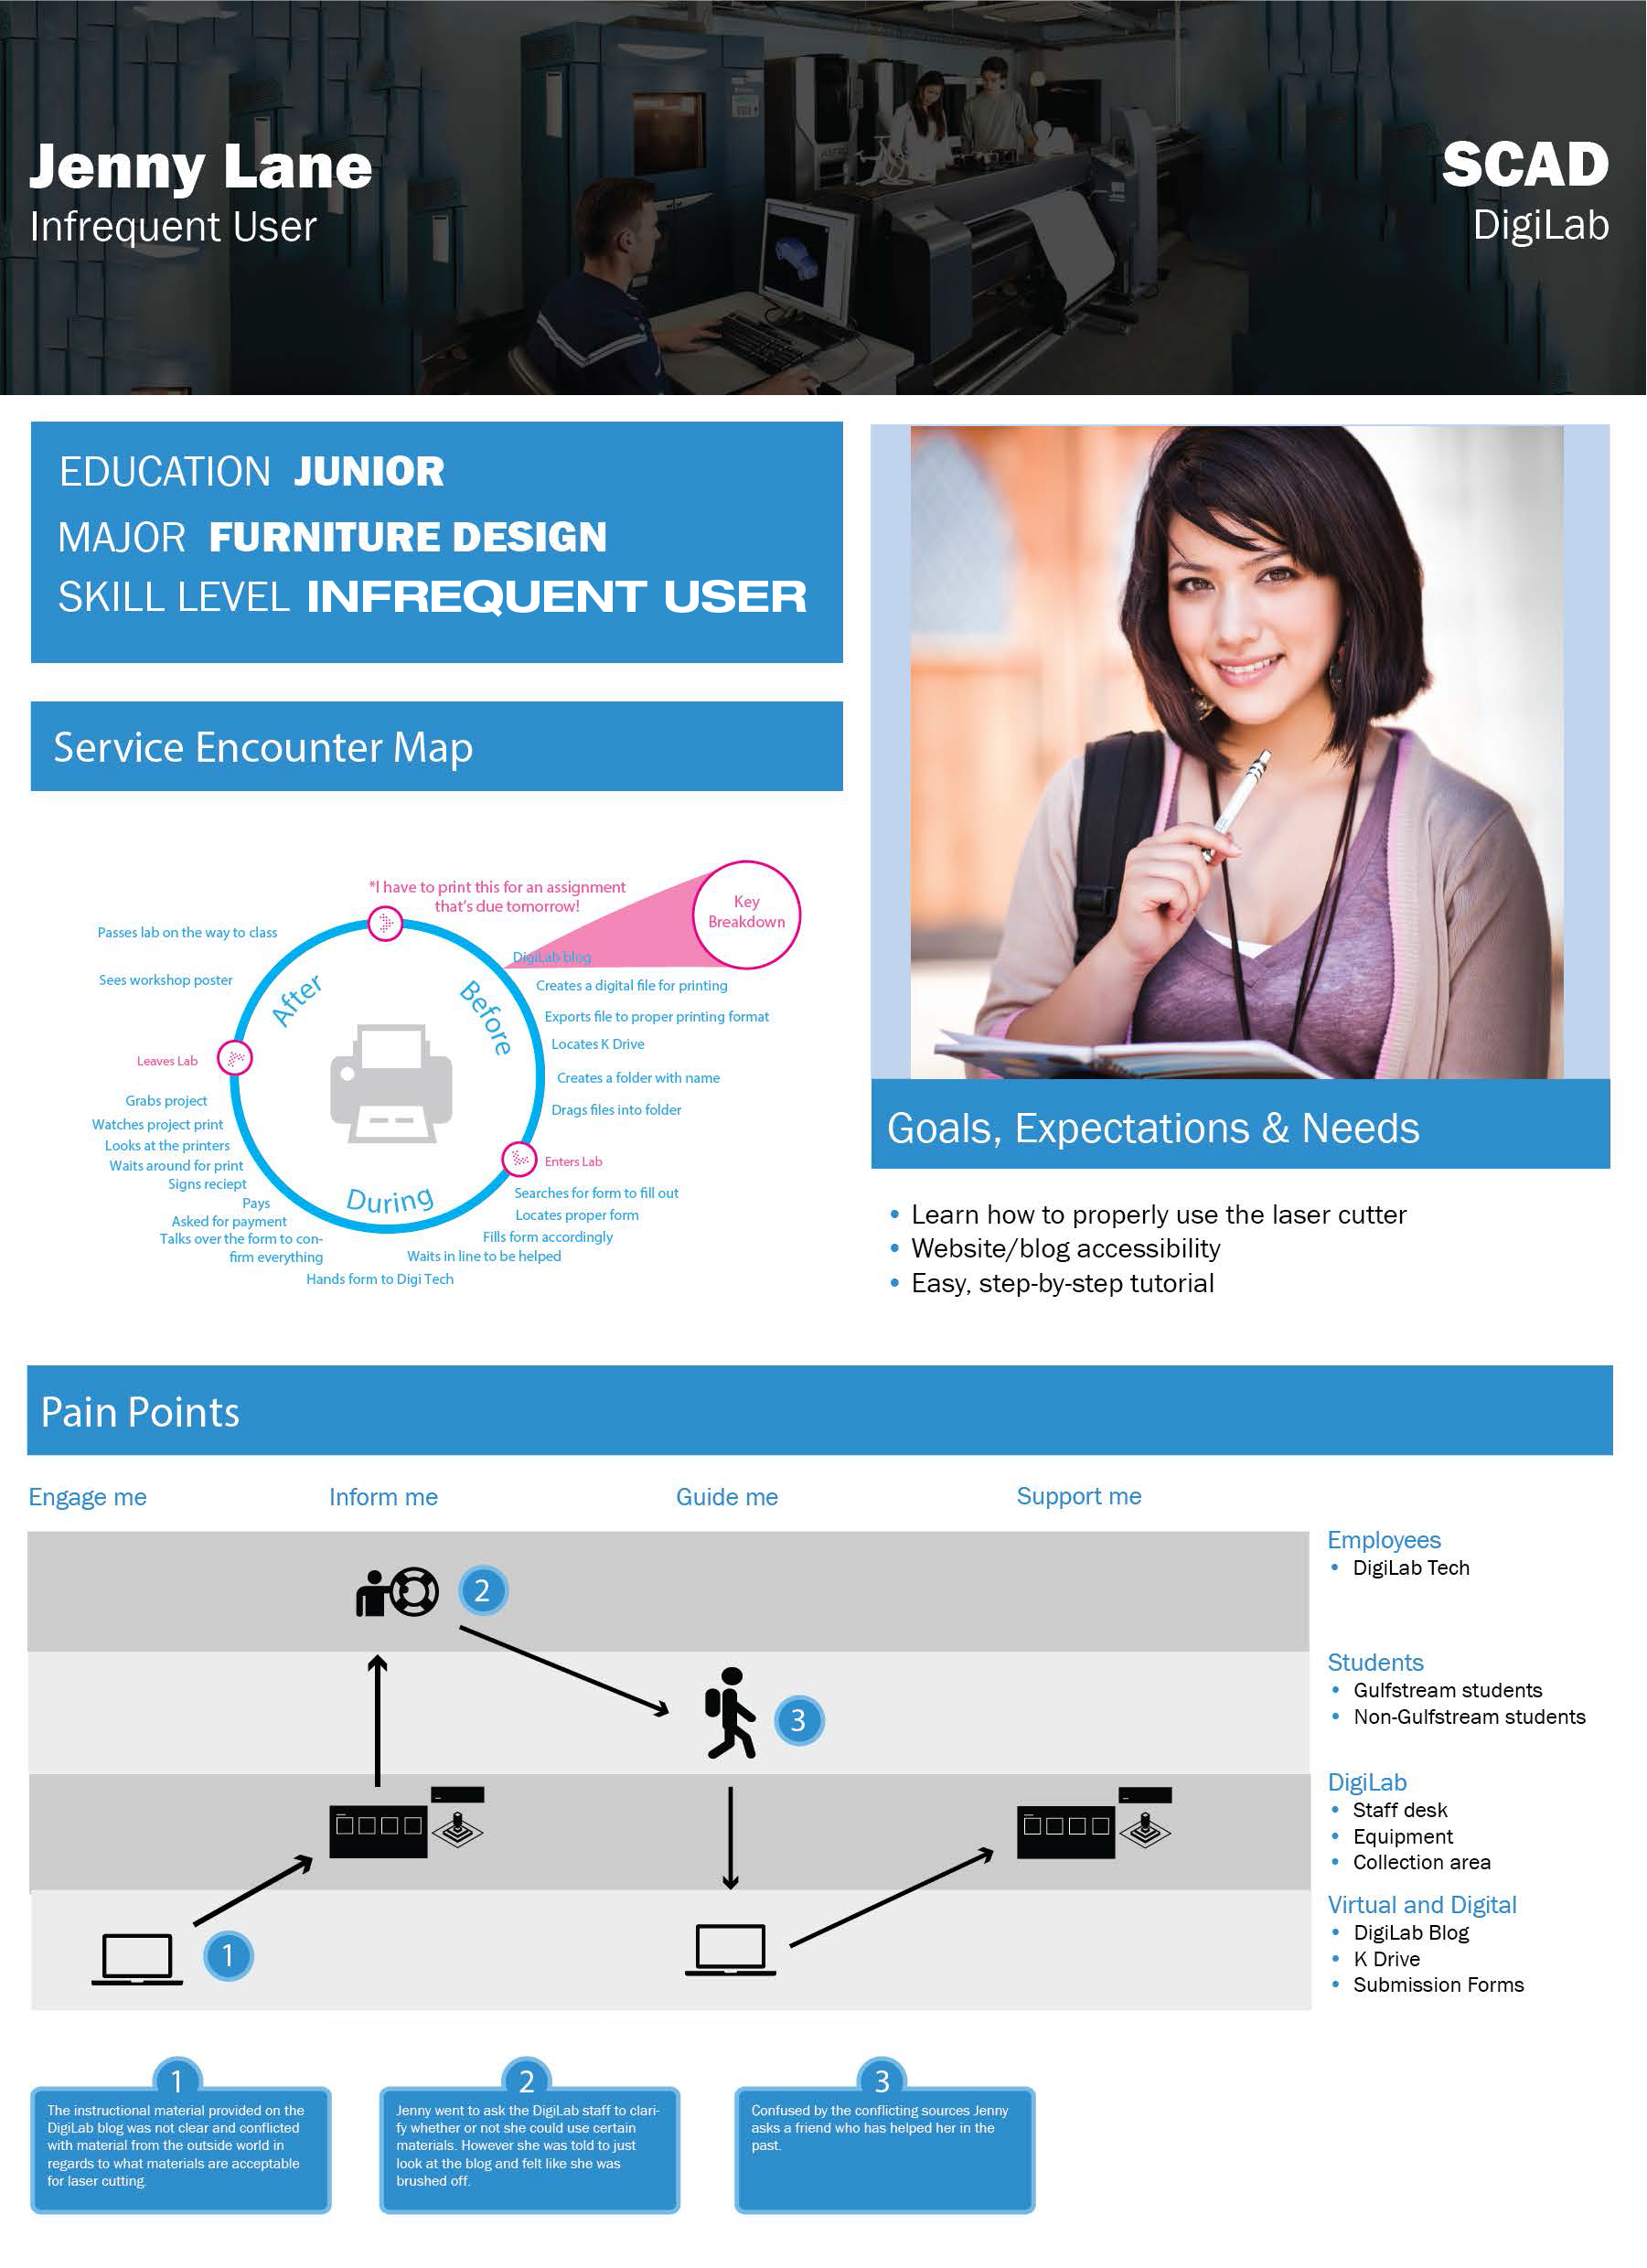 Jenny Lane
Infrequent User
SCAD
DigiLab
EDUCATION JUNIOR
MAJOR FURNITURE DESIGN
SKILL LEVEL INFREQUENT USER
Service Encounter Map
*I have to print this for an assignment
that's due tomorrow!
Key
Breakdown
DigiLab blog
Creates a digital file for printing
Exports file to proper printing format
Locates K Drive
Creates a folder with name
Drags files into folder
Enters Lab
Searches for form to fill out
Locates proper form
Fills form accordingly
Waits in line to be helped
Hands form to Digi Tech
Talks over the form to con-
firm everything
Asked for payment
Pays
Signs reciept
Waits around for print
Looks at the printers
Watches project print
Grabs project
Leaves Lab
Sees workshop poster
Passes lab on the way to class
After
Before
During
Goals, Expectations & Needs
• Learn how to properly use the laser cutter
• Website/blog accessibility
• Easy, step-by-step tutorial
Pain Points
Engage me
Inform me
Guide me
Support me
2
3
1
Employees
• DigiLab Tech
Students
• Gulfstream students
• Non-Gulfstream students
DigiLab
• Staff desk
• Equipment
• Collection area
Virtual and Digital
• DigiLab Blog
• K Drive
• Submission Forms
1
The instructional material provided on the
DigiLab blog was not clear and conflicted
with material from the outside world in
regards to what materials are acceptable
for laser cutting.
2
Jenny went to ask the DigiLab staff to clari-
fy whether or not she could use certain
materials. However she was told to just
look at the blog and felt like she was
brushed off.
3
Confused by the conflicting sources Jenny
asks a friend who has helped her in the
past.